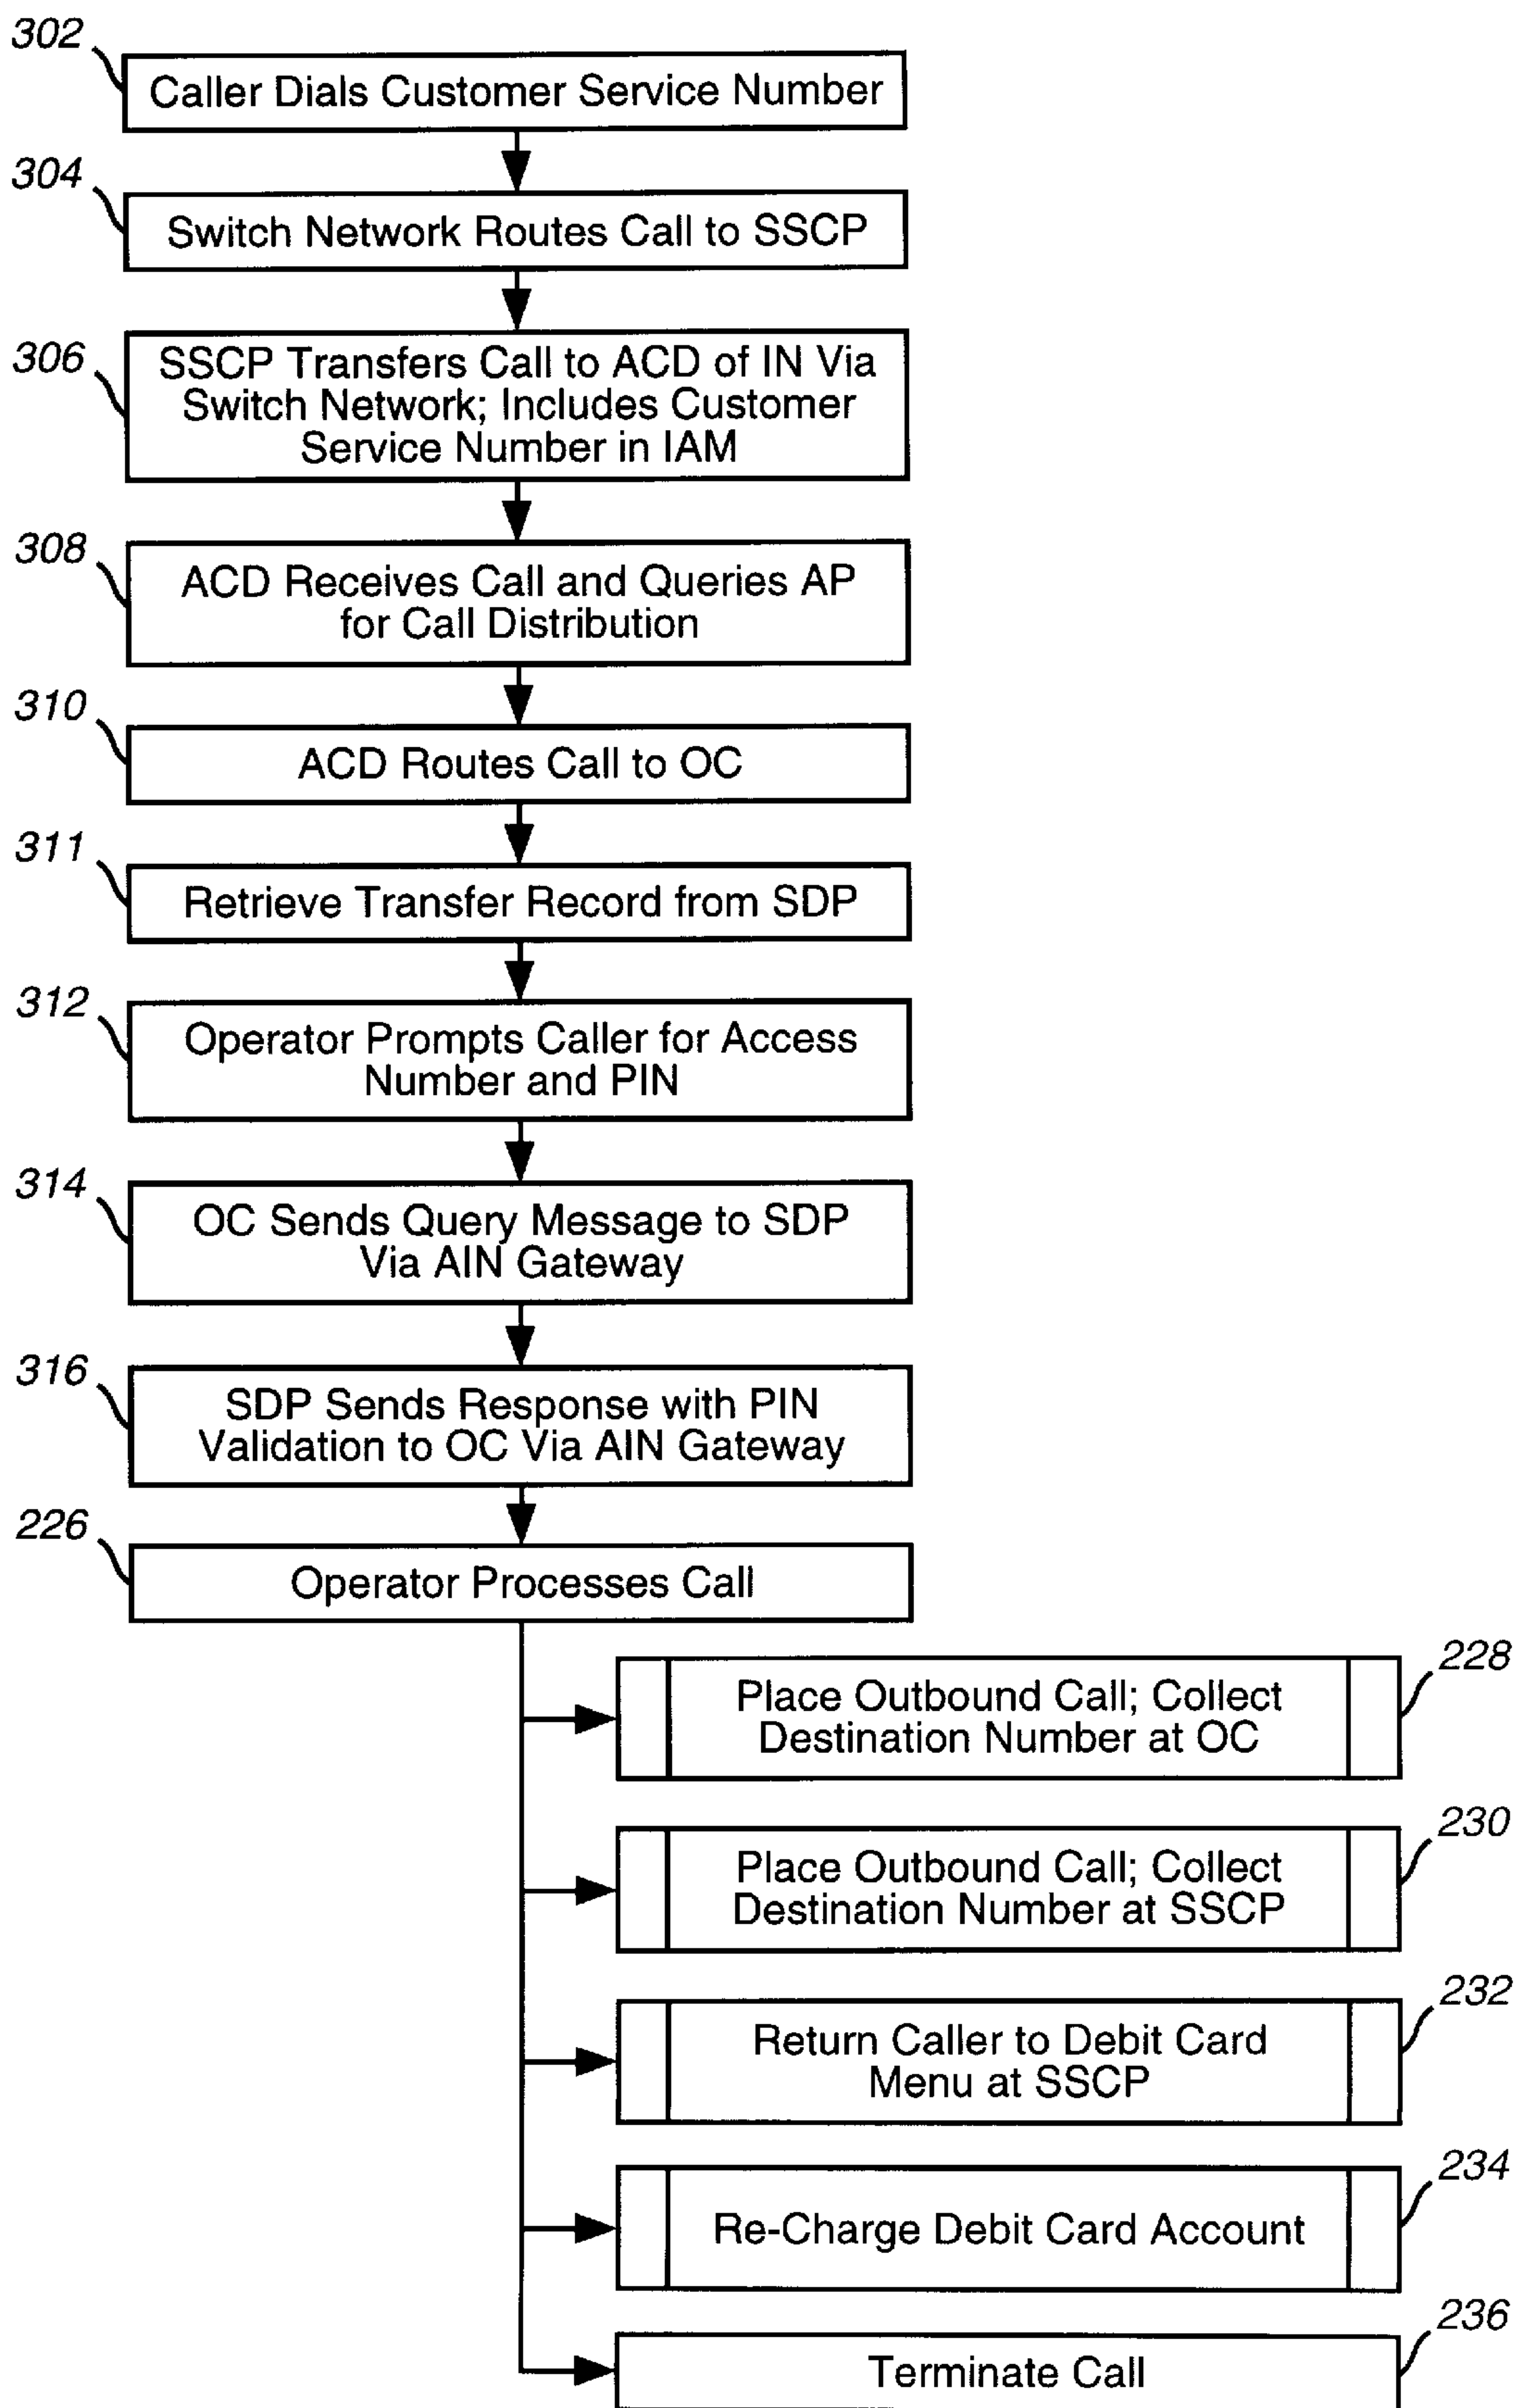 302
Caller Dials Customer Service Number
304
Switch Network Routes Call to SSCP
306
SSCP Transfers Call to ACD of IN Via
Switch Network; Includes Customer
Service Number in IAM
308
ACD Receives Call and Queries AP
for Call Distribution
310
ACD Routes Call to OC
311
Retrieve Transfer Record from SDP
312
Operator Prompts Caller for Access
Number and PIN
314
OC Sends Query Message to SDP
Via AIN Gateway
316
SDP Sends Response with PIN
Validation to OC Via AIN Gateway
226
Operator Processes Call
228
Place Outbound Call; Collect
Destination Number at OC
230
Place Outbound Call; Collect
Destination Number at SSCP
232
Return Caller to Debit Card
Menu at SSCP
234
Re-Charge Debit Card Account
236
Terminate Call